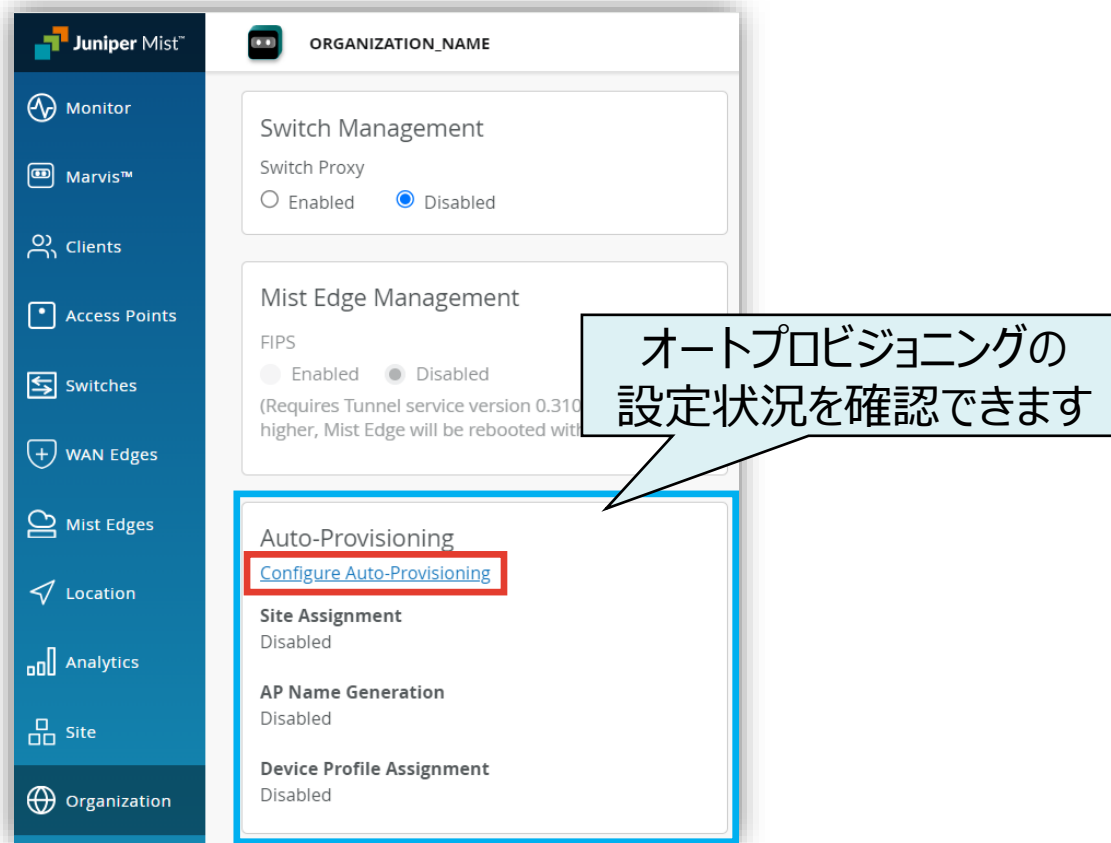 Juniper Mist™
ORGANIZATION_NAME
Monitor
Marvis™
Clients
Access Points
Switches
WAN Edges
Mist Edges
Location
Analytics
Site
Organization
Switch Management
Switch Proxy
Enabled Disabled
Mist Edge Management
FIPS
Enabled Disabled
(Requires Tunnel service version 0.310
higher, Mist Edge will be rebooted with
オートプロビジョニングの
設定状況を確認できます
Auto-Provisioning
Configure Auto-Provisioning
Site Assignment
Disabled
AP Name Generation
Disabled
Device Profile Assignment
Disabled